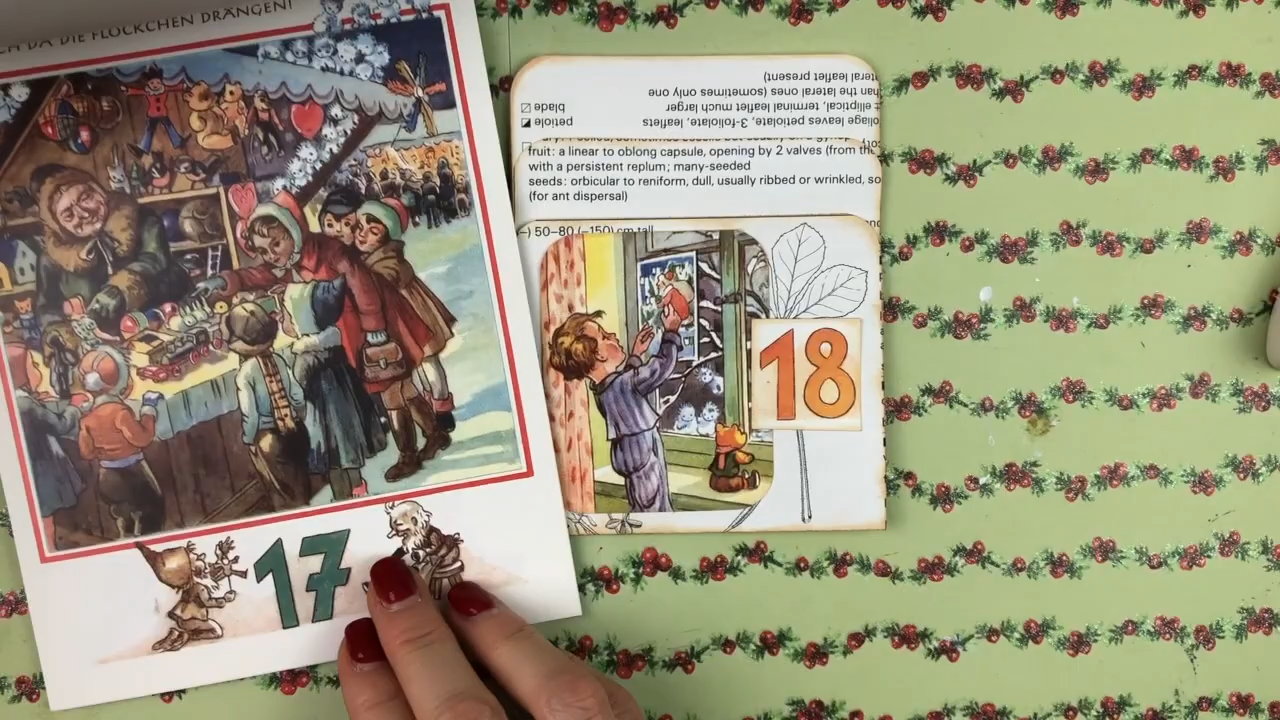 CH DA DIE FLÖCKCHEN DRÄNGEN!
17
teral leaflet present)
han the lateral ones (sometimes only one
elliptical, terminal leaflet much larger
blade
petiole
leaves petiolate, 3-foliolate, leaflets
fruit: a linear to oblong capsule, opening by 2 valves (from the
with a persistent replum; many-seeded
seeds: orbicular to reniform, dull, usually ribbed or wrinkled, so
(for ant dispersal)
50–80 (–150) cm tall
18